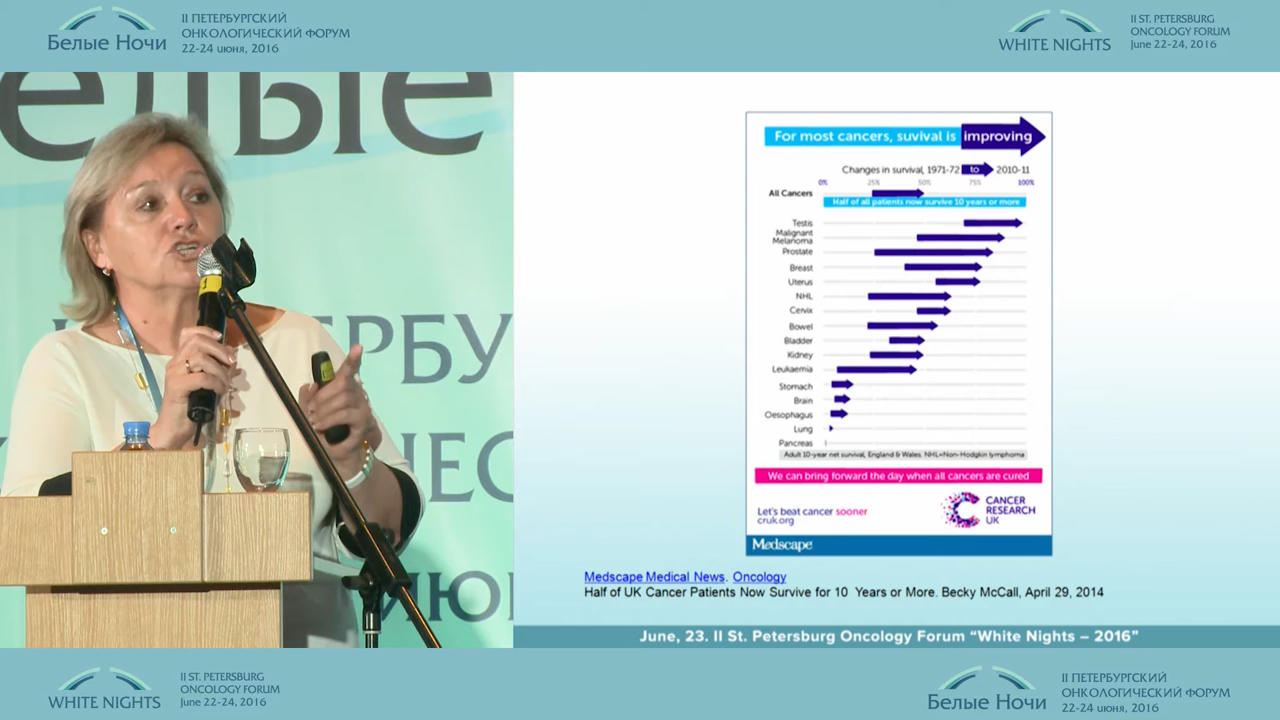 Белые Ночи
II ПЕТЕРБУРГСКИЙ
ОНКОЛОГИЧЕСКИЙ ФОРУМ
22-24 июня, 2016
WHITE NIGHTS
II ST. PETERSBURG
ONCOLOGY FORUM
June 22-24, 2016
елые
ЕРБУ
ЧЕС
ИЮ
For most cancers, suvival is improving
Changes in survival, 1971-72 to 2010-11
0% 25% 50% 75% 100%
All Cancers
Half of all patients now survive 10 years or more
Testis
Malignant
Melanoma
Prostate
Breast
Uterus
NHL
Cervix
Bowel
Bladder
Kidney
Leukaemia
Stomach
Brain
Oesophagus
Lung
Pancreas
Adult 10-year net survival, England & Wales. NHL=Non-Hodgkin lymphoma
We can bring forward the day when all cancers are cured
Let's beat cancer sooner
cruk.org
CANCER
RESEARCH
UK
Medscape
Medscape Medical News. Oncology
Half of UK Cancer Patients Now Survive for 10 Years or More. Becky McCall, April 29, 2014
June, 23. II St. Petersburg Oncology Forum “White Nights – 2016”
WHITE NIGHTS
II ST. PETERSBURG
ONCOLOGY FORUM
June 22-24, 2016
Белые Ночи
II ПЕТЕРБУРГСКИЙ
ОНКОЛОГИЧЕСКИЙ ФОРУМ
22-24 июня, 2016